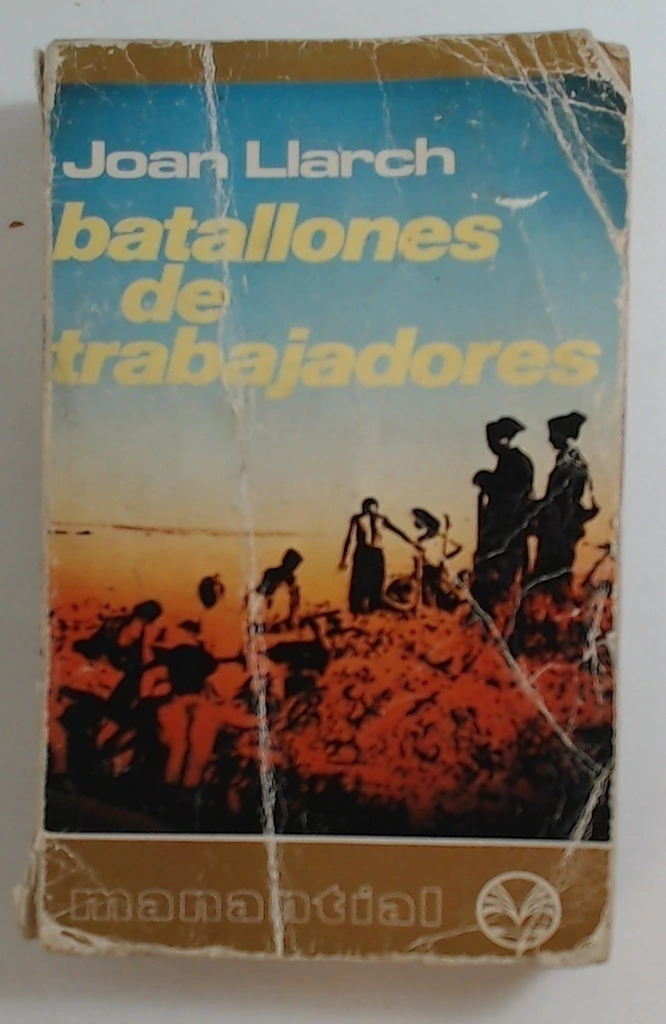 Joan Llarch
batallones
de
trabajadores
manantial